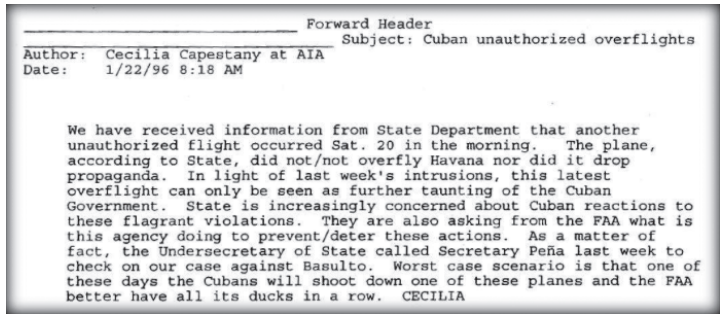 Forward Header
Subject: Cuban unauthorized overflights
Author: Cecilia Capestany at AIA
Date: 1/22/96 8:18 AM
We have received information from State Department that another
unauthorized flight occurred Sat. 20 in the morning. The plane,
according to State, did not/not overfly Havana nor did it drop
propaganda. In light of last week's intrusions, this latest
overflight can only be seen as further taunting of the Cuban
Government. State is increasingly concerned about Cuban reactions to
these flagrant violations. They are also asking from the FAA what is
this agency doing to prevent/deter these actions. As a matter of
fact, the Undersecretary of State called Secretary Peña last week to
check on our case against Basulto. Worst case scenario is that one of
these days the Cubans will shoot down one of these planes and the FAA
better have all its ducks in a row. CECILIA